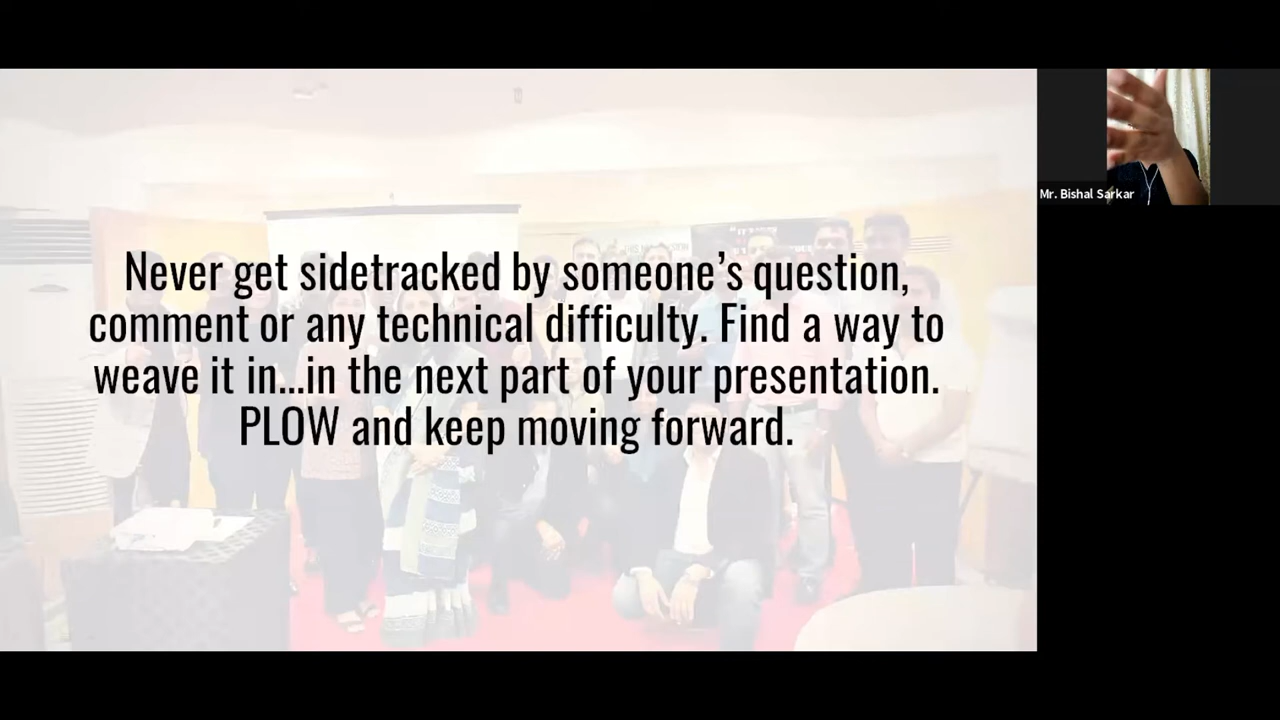 Never get sidetracked by someone’s question,
comment or any technical difficulty. Find a way to
weave it in...in the next part of your presentation.
PLOW and keep moving forward.
Mr. Bishal Sarkar